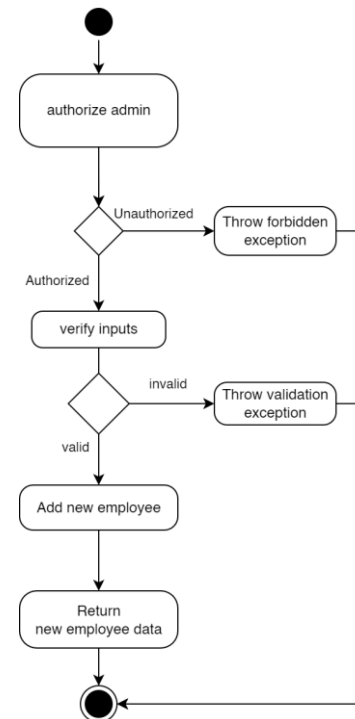 authorize admin
Unauthorized
Throw forbidden
exception
Authorized
verify inputs
invalid
Throw validation
exception
valid
Add new employee
Return
new employee data